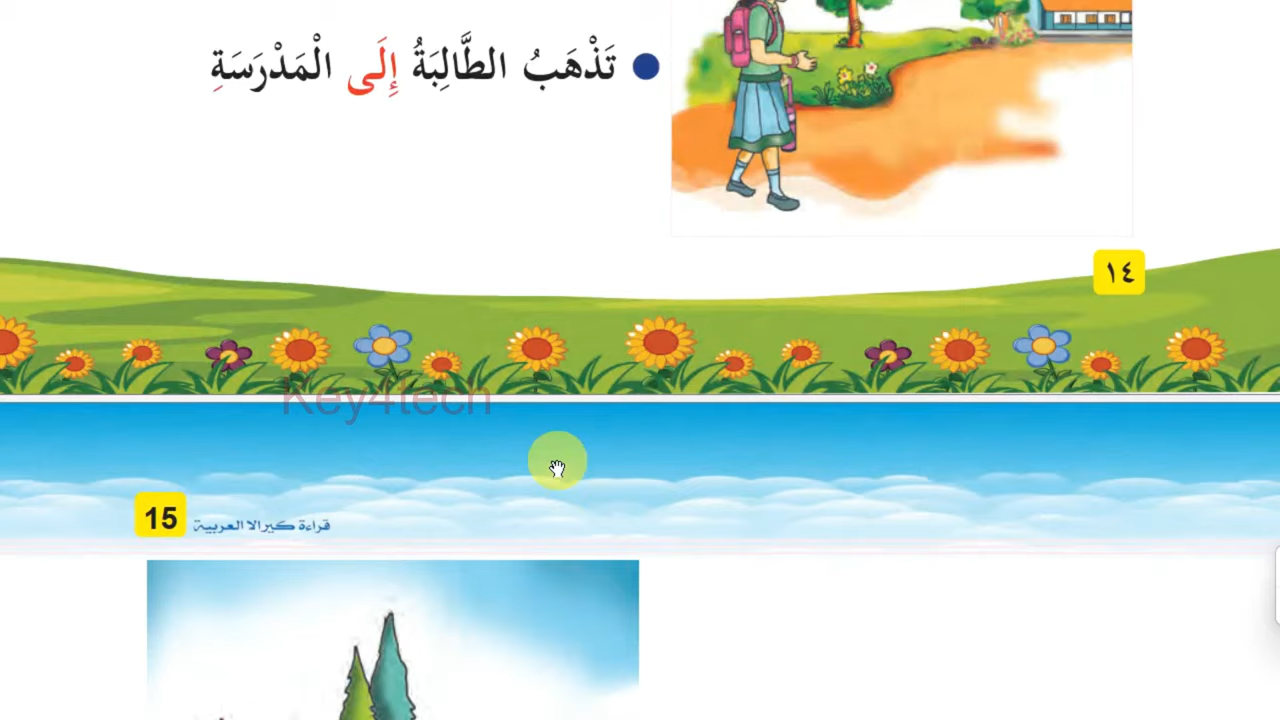 تَذْهَبُ الطَّالِبَةُ إِلَى الْمَدْرَسَةِ
١٤
Key4tech
15
قراءة كيرالا العربية